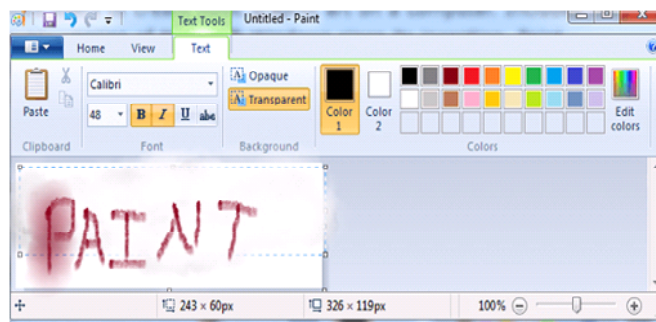 Text Tools Untitled - Paint
Home View Text
Paste
Calibri
48 B I U abc
Opaque
Transparent
Color 1
Color 2
Edit colors
Clipboard Font Background Colors
PAINT
243 × 60px 326 × 119px 100%